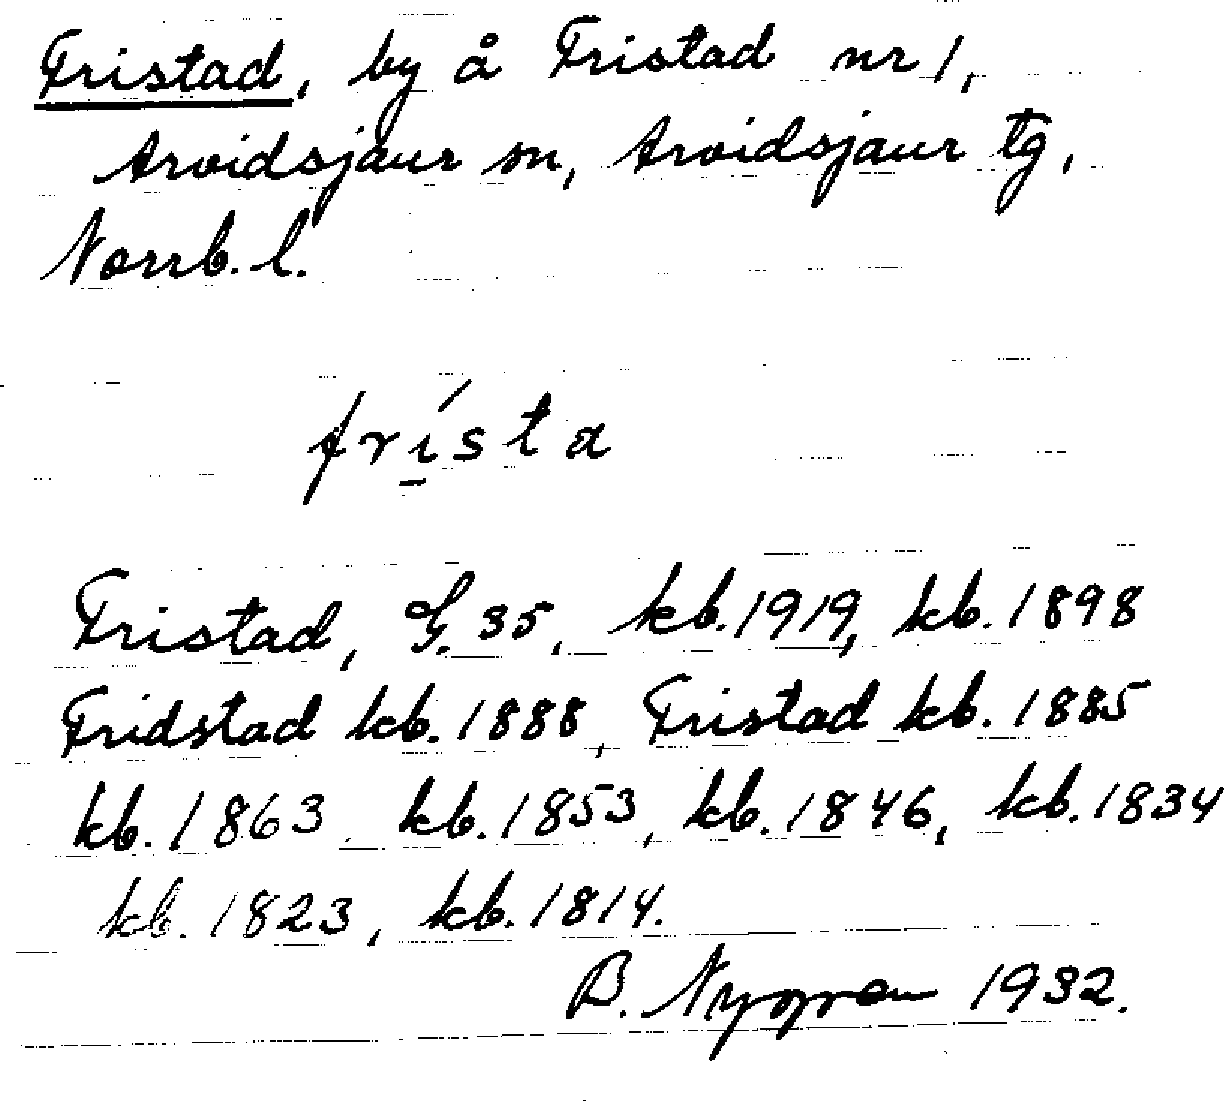 Fristad, by å Fristad nr 1,
Arvidsjaur sn, Arvidsjaur tg,
Norrb. l.
frí̱sta
Fristad, G. 35, kb. 1919, kb. 1898
Fridstad kb. 1888, Fristad kb. 1885
kb. 1863, kb. 1853, kb. 1846, kb. 1834
kb. 1823, kb. 1814.
B. Nygren 1932.